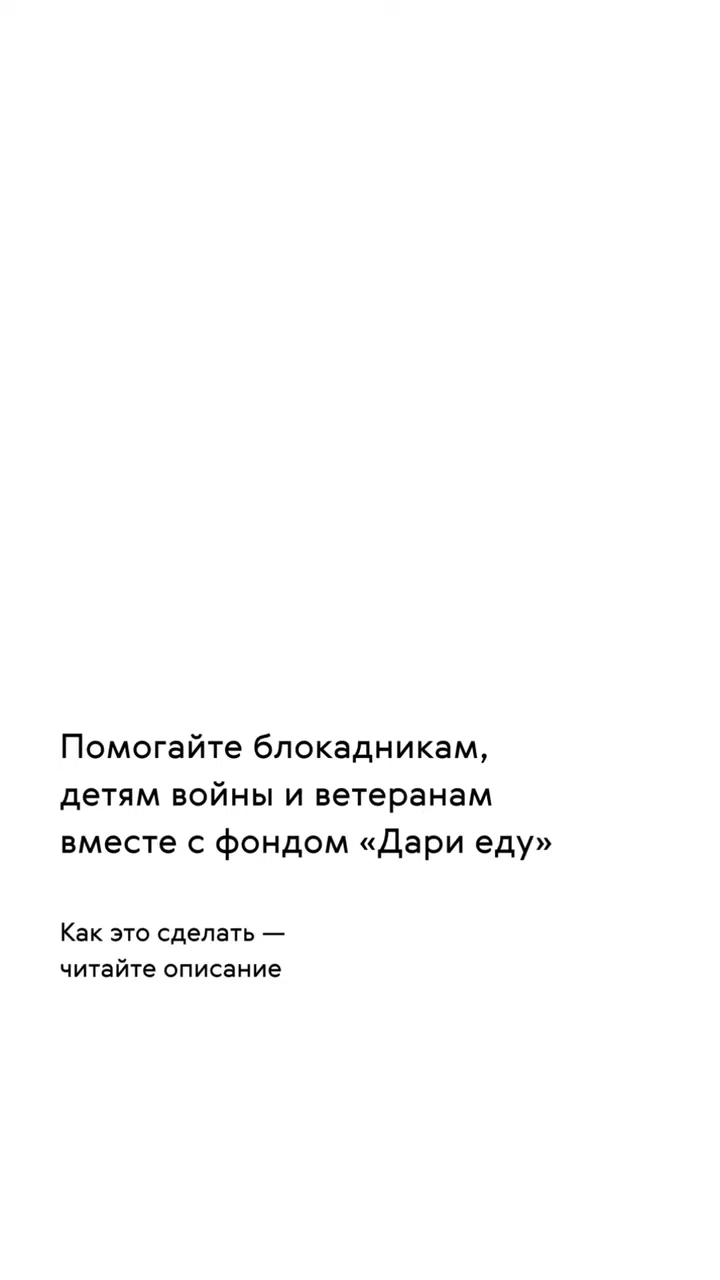 Помогайте блокадникам,
детям войны и ветеранам
вместе с фондом «Дари еду»
Как это сделать —
читайте описание